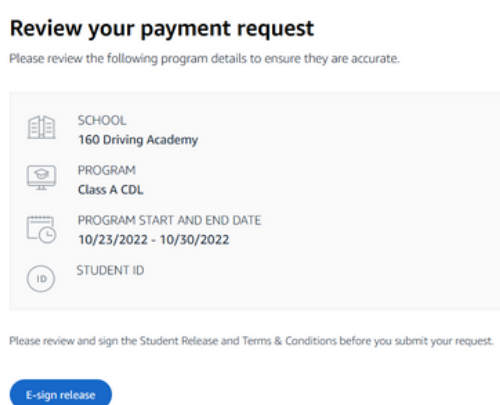 Review your payment request
Please review the following program details to ensure they are accurate.
SCHOOL
160 Driving Academy
PROGRAM
Class A CDL
PROGRAM START AND END DATE
10/23/2022 - 10/30/2022
ID
STUDENT ID
Please review and sign the Student Release and Terms & Conditions before you submit your request.
E-sign release